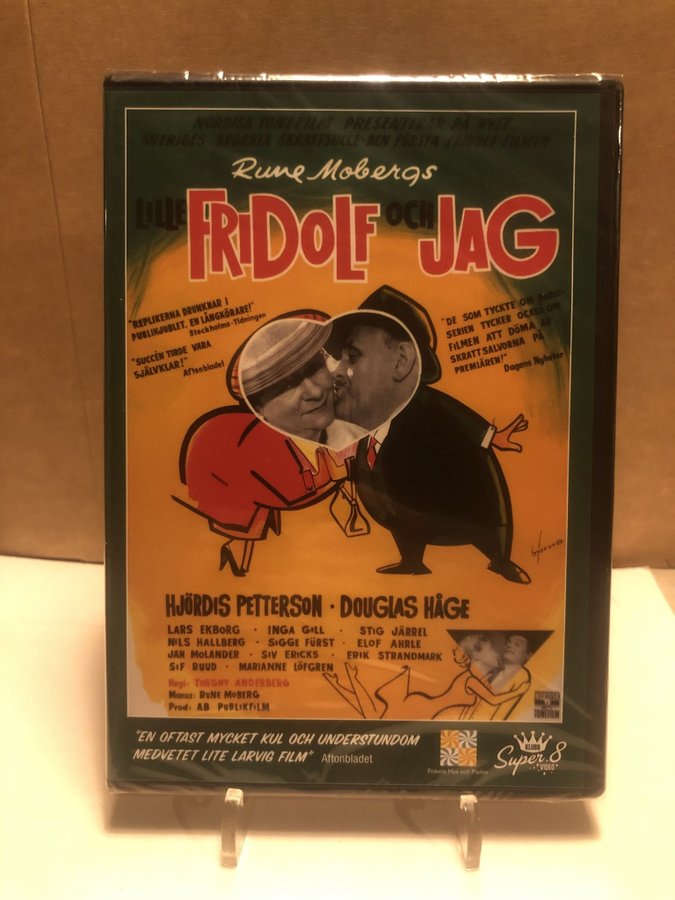 NORDISK TONEFILM PRESENTERAR PÅ NYTT
SVERIGES STÖRSTA SKRATTSUCCÉ DEN FÖRSTA FRIDOLF-FILMEN
Rune Mobergs
LILLE FRIDOLF OCH JAG
"REPLIKERNA DRUNKNAR I
PUBLIKJUBLET. EN LÅNGKÖRARE!"
Stockholms-Tidningen
"SUCCÉN TORDE VARA
SJÄLVKLAR!" Aftonbladet
"DE SOM TYCKTE OM RADIO-
SERIEN TYCKER OCKSÅ OM
FILMEN ATT DÖMA AV
SKRATTSALVORNA PÅ
PREMIÄREN!"
Dagens Nyheter
HJÖRDIS PETTERSON · DOUGLAS HÅGE
LARS EKBORG · INGA GILL · STIG JÄRREL
NILS HALLBERG · SIGGE FÜRST · ELOF AHRLE
JAN MOLANDER · SIV ERICKS · ERIK STRANDMARK
SIF RUUD · MARIANNE LÖFGREN
Regi: TORGNY ANDERBERG
Manus: RUNE MOBERG
Prod: AB PUBLIKFILM
NORDISK
TONEFILM
"EN OFTAST MYCKET KUL OCH UNDERSTUNDOM
MEDVETET LITE LARVIG FILM" Aftonbladet
Folkets Hus och Parker
KLUBB
Super 8
VIDEO